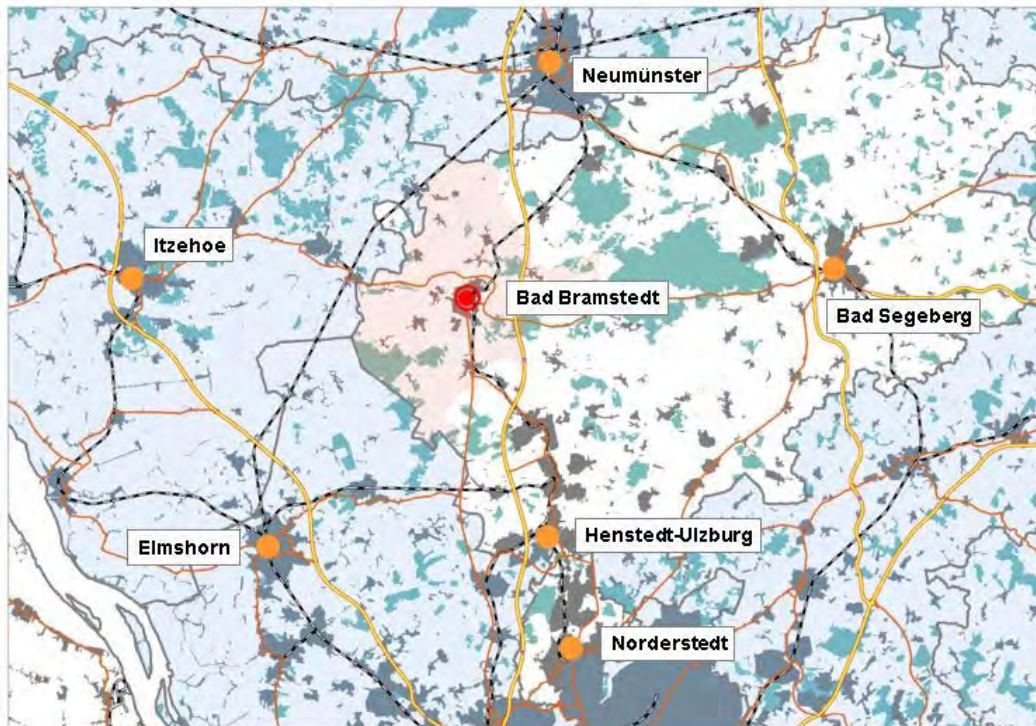 Neumünster
Itzehoe
Bad Bramstedt
Bad Segeberg
Elmshorn
Henstedt-Ulzburg
Norderstedt